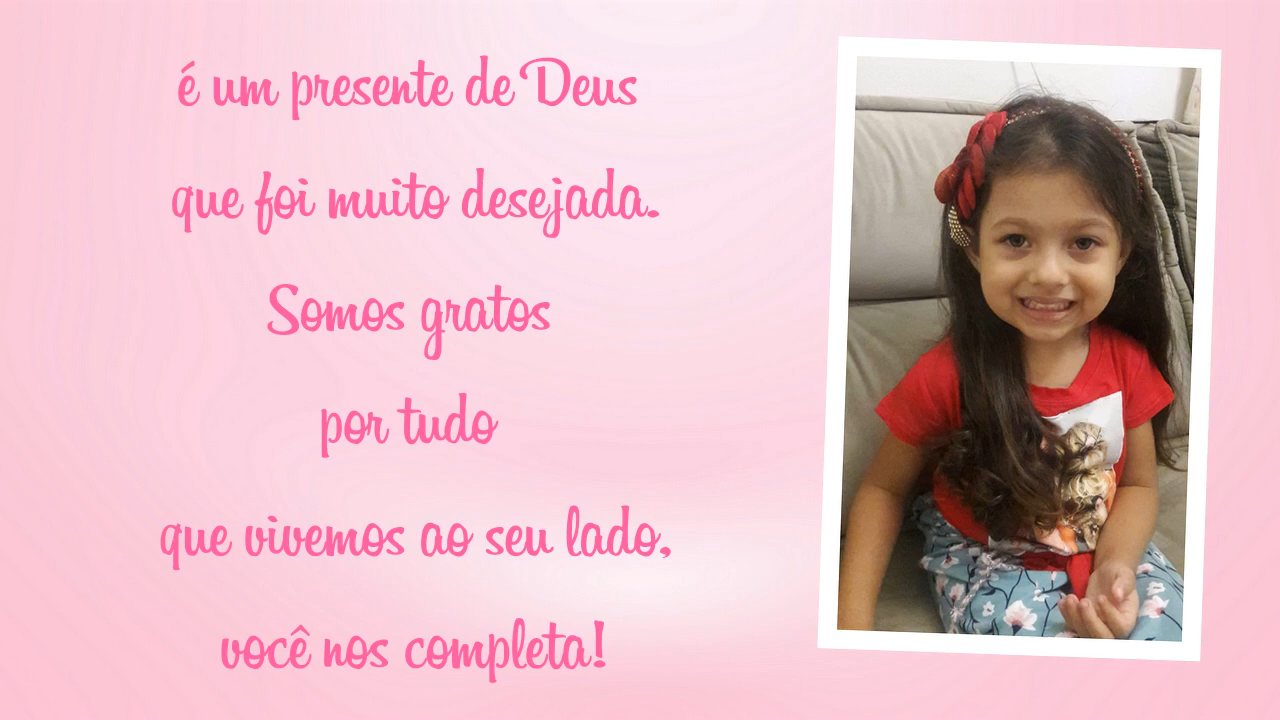 é um presente de Deus
que foi muito desejada.
Somos gratos
por tudo
que vivemos ao seu lado,
você nos completa!